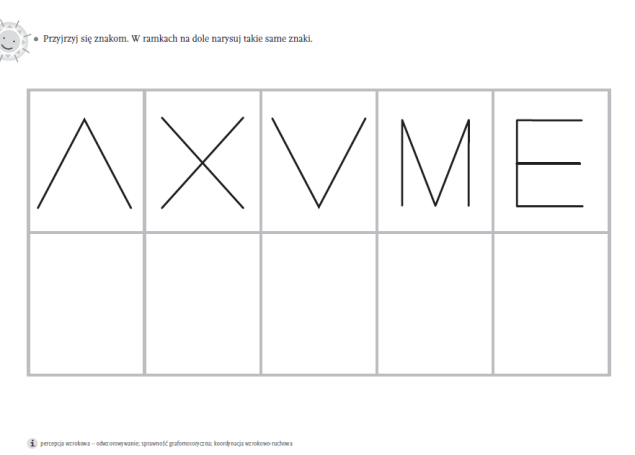 Przyjrzyj się znakom. W ramkach na dole narysuj takie same znaki.
Λ X V M E
i percepcja wzrokowa – odwzorowywanie; sprawność grafomotoryczna; koordynacja wzrokowo-ruchowa